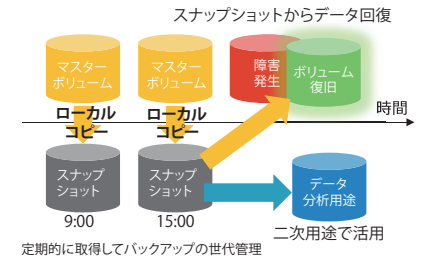 スナップショットからデータ回復
マスター
ボリューム
マスター
ボリューム
障害
発生
ボリューム
復旧
ローカル
コピー
ローカル
コピー
時間
スナップ
ショット
スナップ
ショット
データ
分析用途
9:00
15:00
二次用途で活用
定期的に取得してバックアップの世代管理